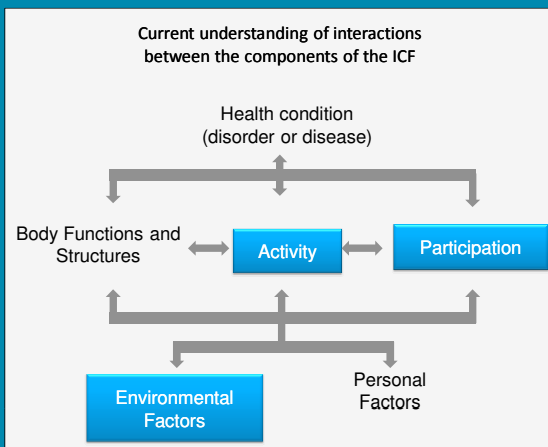 Current understanding of interactions
between the components of the ICF
Health condition
(disorder or disease)
Body Functions and
Structures
Activity
Participation
Environmental
Factors
Personal
Factors